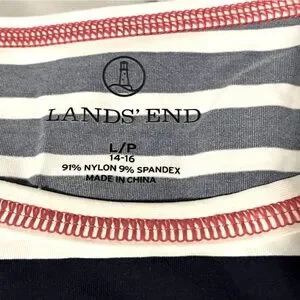 LANDS' END
L/P
14-16
91% NYLON 9% SPANDEX
MADE IN CHINA